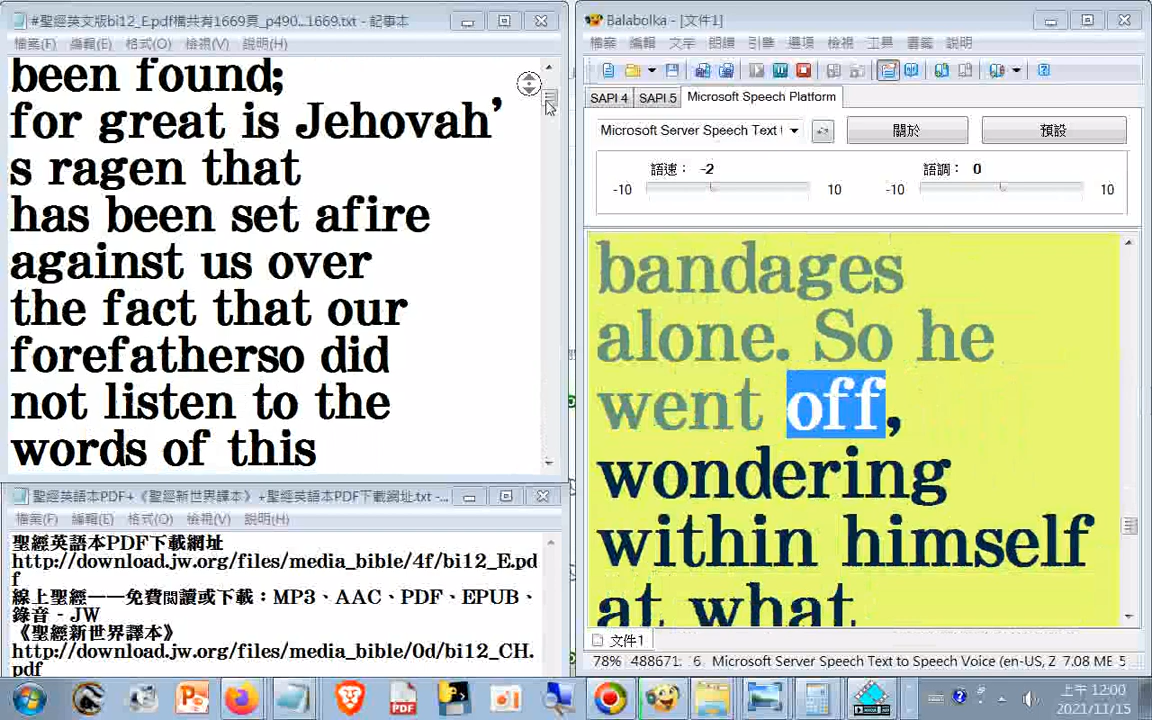 #聖經英文版bi12_E.pdf檔共有1669頁_p490...1669.txt - 記事本
檔案(F) 編輯(E) 格式(O) 檢視(V) 說明(H)
been found;
for great is Jehovah’
s ragen that
has been set afire
against us over
the fact that our
forefatherso did
not listen to the
words of this
聖經英語本PDF+《聖經新世界譯本》+聖經英語本PDF下載網址.txt - ...
檔案(F) 編輯(E) 格式(O) 檢視(V) 說明(H)
聖經英語本PDF下載網址
http://download.jw.org/files/media_bible/4f/bi12_E.pd
f
線上聖經——免費閱讀或下載：MP3、AAC、PDF、EPUB、
錄音 - JW
《聖經新世界譯本》
http://download.jw.org/files/media_bible/0d/bi12_CH.
pdf
Balabolka - [文件1]
檔案 編輯 文字 朗讀 引擎 選項 檢視 工具 書籤 說明
SAPI 4 SAPI 5 Microsoft Speech Platform
Microsoft Server Speech Text 關於 預設
語速： -2 語調： 0
-10 10 -10 10
bandages
alone. So he
went off,
wondering
within himself
at what
文件1
78% 488671: 6 Microsoft Server Speech Text to Speech Voice (en-US, Z 7.08 ME 5
上午 12:00
2021/11/15